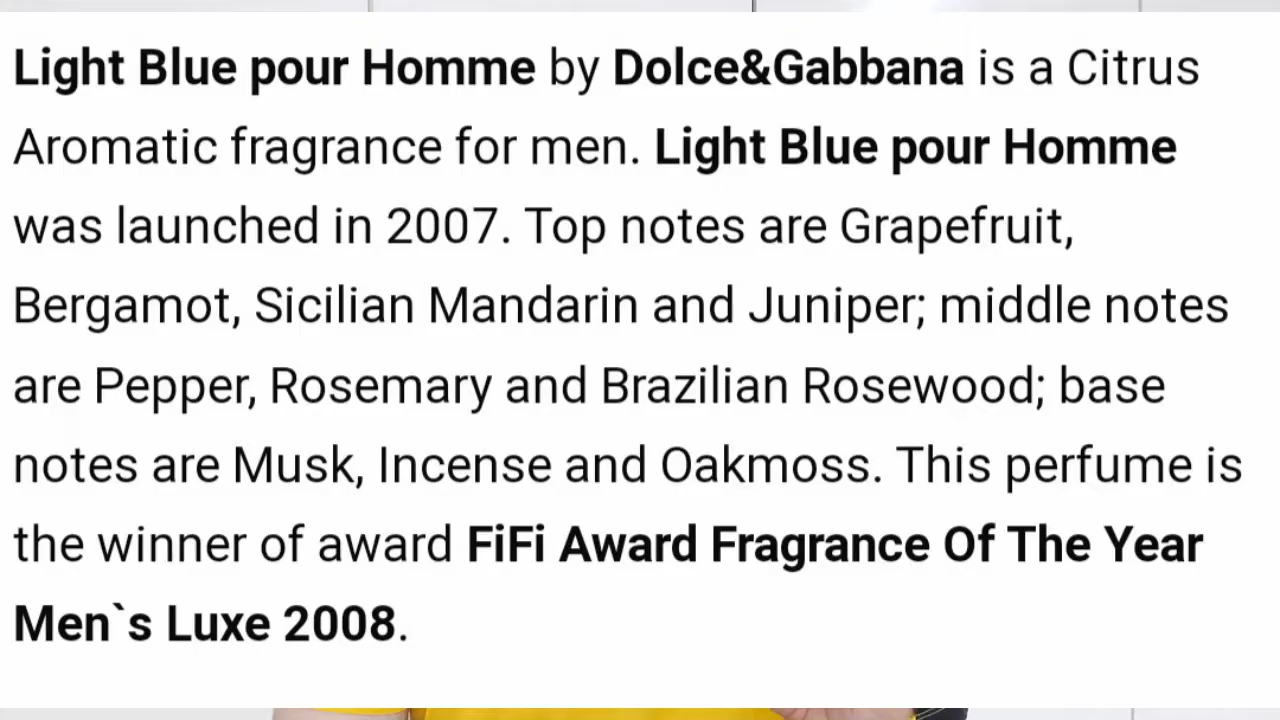 Light Blue pour Homme by Dolce&Gabbana is a Citrus
Aromatic fragrance for men. Light Blue pour Homme
was launched in 2007. Top notes are Grapefruit,
Bergamot, Sicilian Mandarin and Juniper; middle notes
are Pepper, Rosemary and Brazilian Rosewood; base
notes are Musk, Incense and Oakmoss. This perfume is
the winner of award FiFi Award Fragrance Of The Year
Men`s Luxe 2008.